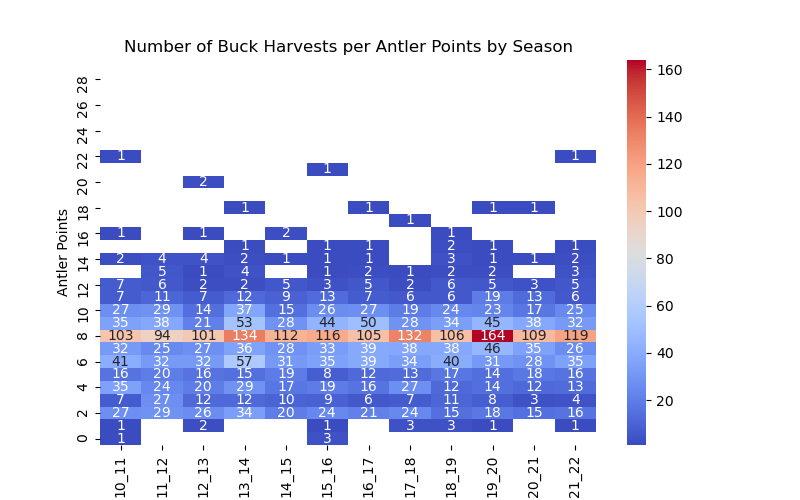 Number of Buck Harvests per Antler Points by Season
Antler Points
28
26
24
22 1 1
1
20 2
18 1 1 1 1
1
16 1 1 2 1
1 1 1 2 1 1
14 2 4 4 2 1 1 1 3 1 1 2
5 1 4 1 2 1 2 2 3
12 7 6 2 2 5 3 5 2 6 5 3 5
7 11 7 12 9 13 7 6 6 19 13 6
10 27 29 14 37 15 26 27 19 24 23 17 25
35 38 21 53 28 44 50 28 34 45 38 32
8 103 94 101 134 112 116 105 132 106 164 109 119
32 25 27 36 28 33 39 38 38 46 35 26
6 41 32 32 57 31 35 39 34 40 31 28 35
16 20 16 15 19 8 12 13 17 14 18 16
4 35 24 20 29 17 19 16 27 12 14 12 13
7 27 12 12 10 9 6 7 11 8 3 4
2 27 29 26 34 20 24 21 24 15 18 15 16
1 2 1 3 3 1 1
0 1 3
10_11 11_12 12_13 13_14 14_15 15_16 16_17 17_18 18_19 19_20 20_21 21_22
160
140
120
100
80
60
40
20